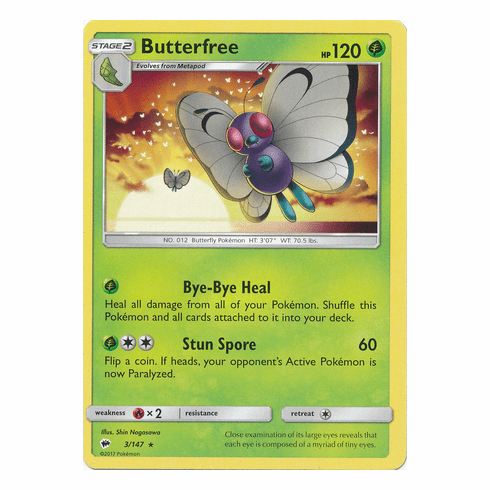 STAGE2 Butterfree HP 120
Evolves from Metapod
NO. 012 Butterfly Pokémon HT: 3'07" WT: 70.5 lbs.
Bye-Bye Heal
Heal all damage from all of your Pokémon. Shuffle this
Pokémon and all cards attached to it into your deck.
Stun Spore 60
Flip a coin. If heads, your opponent's Active Pokémon is
now Paralyzed.
weakness × 2 resistance retreat
Illus. Shin Nagasawa
3/147 ★
©2017 Pokémon
Close examination of its large eyes reveals that
each eye is composed of a myriad of tiny eyes.